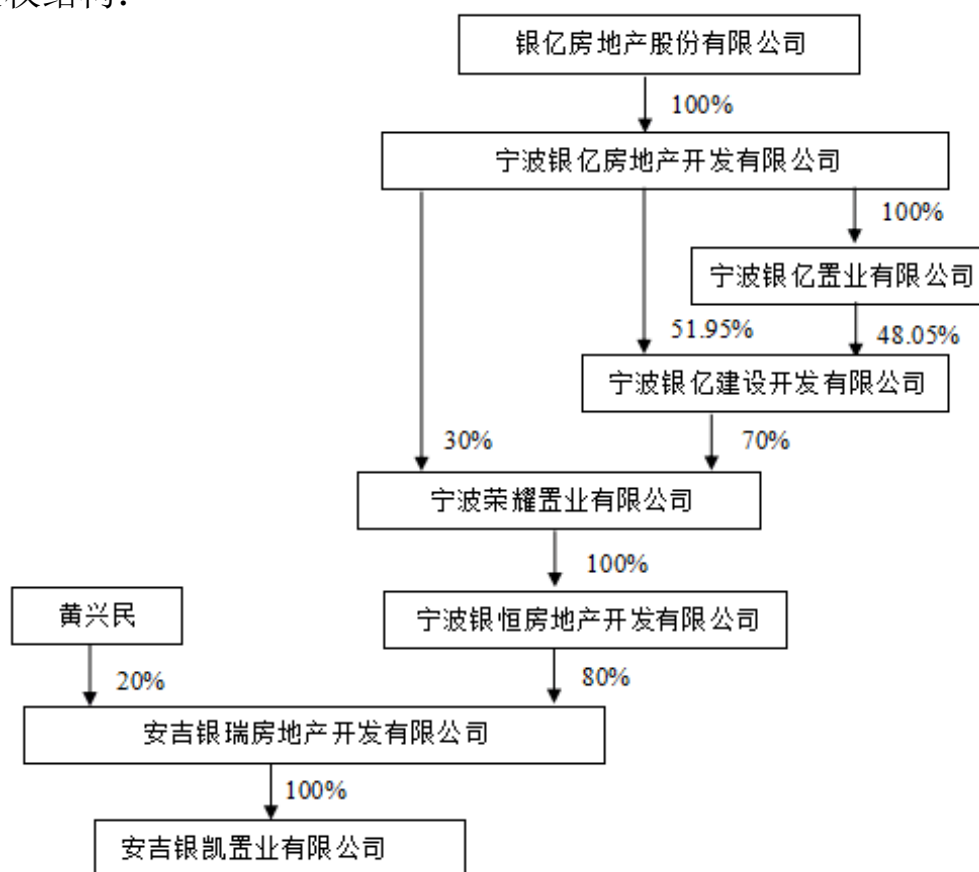 权结构：
银亿房地产股份有限公司
100%
宁波银亿房地产开发有限公司
100%
宁波银亿置业有限公司
51.95%
48.05%
宁波银亿建设开发有限公司
30%
70%
宁波荣耀置业有限公司
100%
黄兴民
宁波银恒房地产开发有限公司
20%
80%
安吉银瑞房地产开发有限公司
100%
安吉银凯置业有限公司